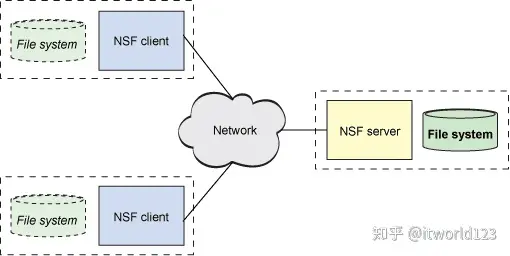 File system
NSF client
Network
NSF server
File system
File system
NSF client
知乎 @itworld123